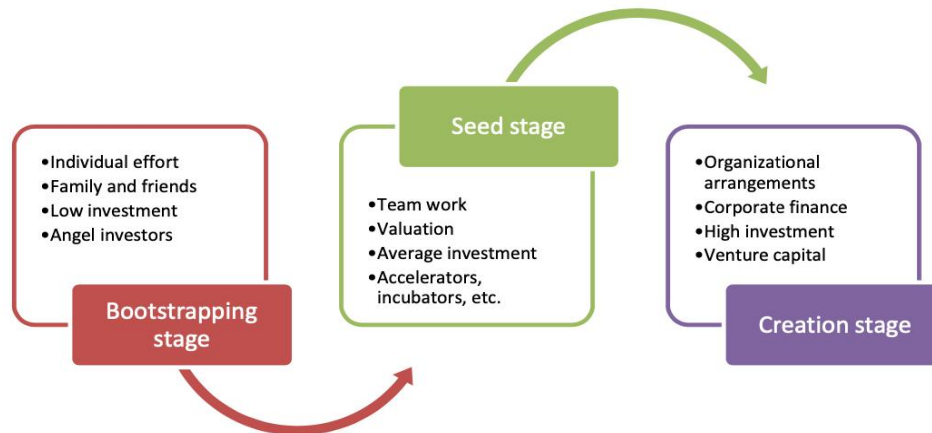 •Individual effort
•Family and friends
•Low investment
•Angel investors
Bootstrapping
stage
Seed stage
•Team work
•Valuation
•Average investment
•Accelerators,
incubators, etc.
•Organizational
arrangements
•Corporate finance
•High investment
•Venture capital
Creation stage